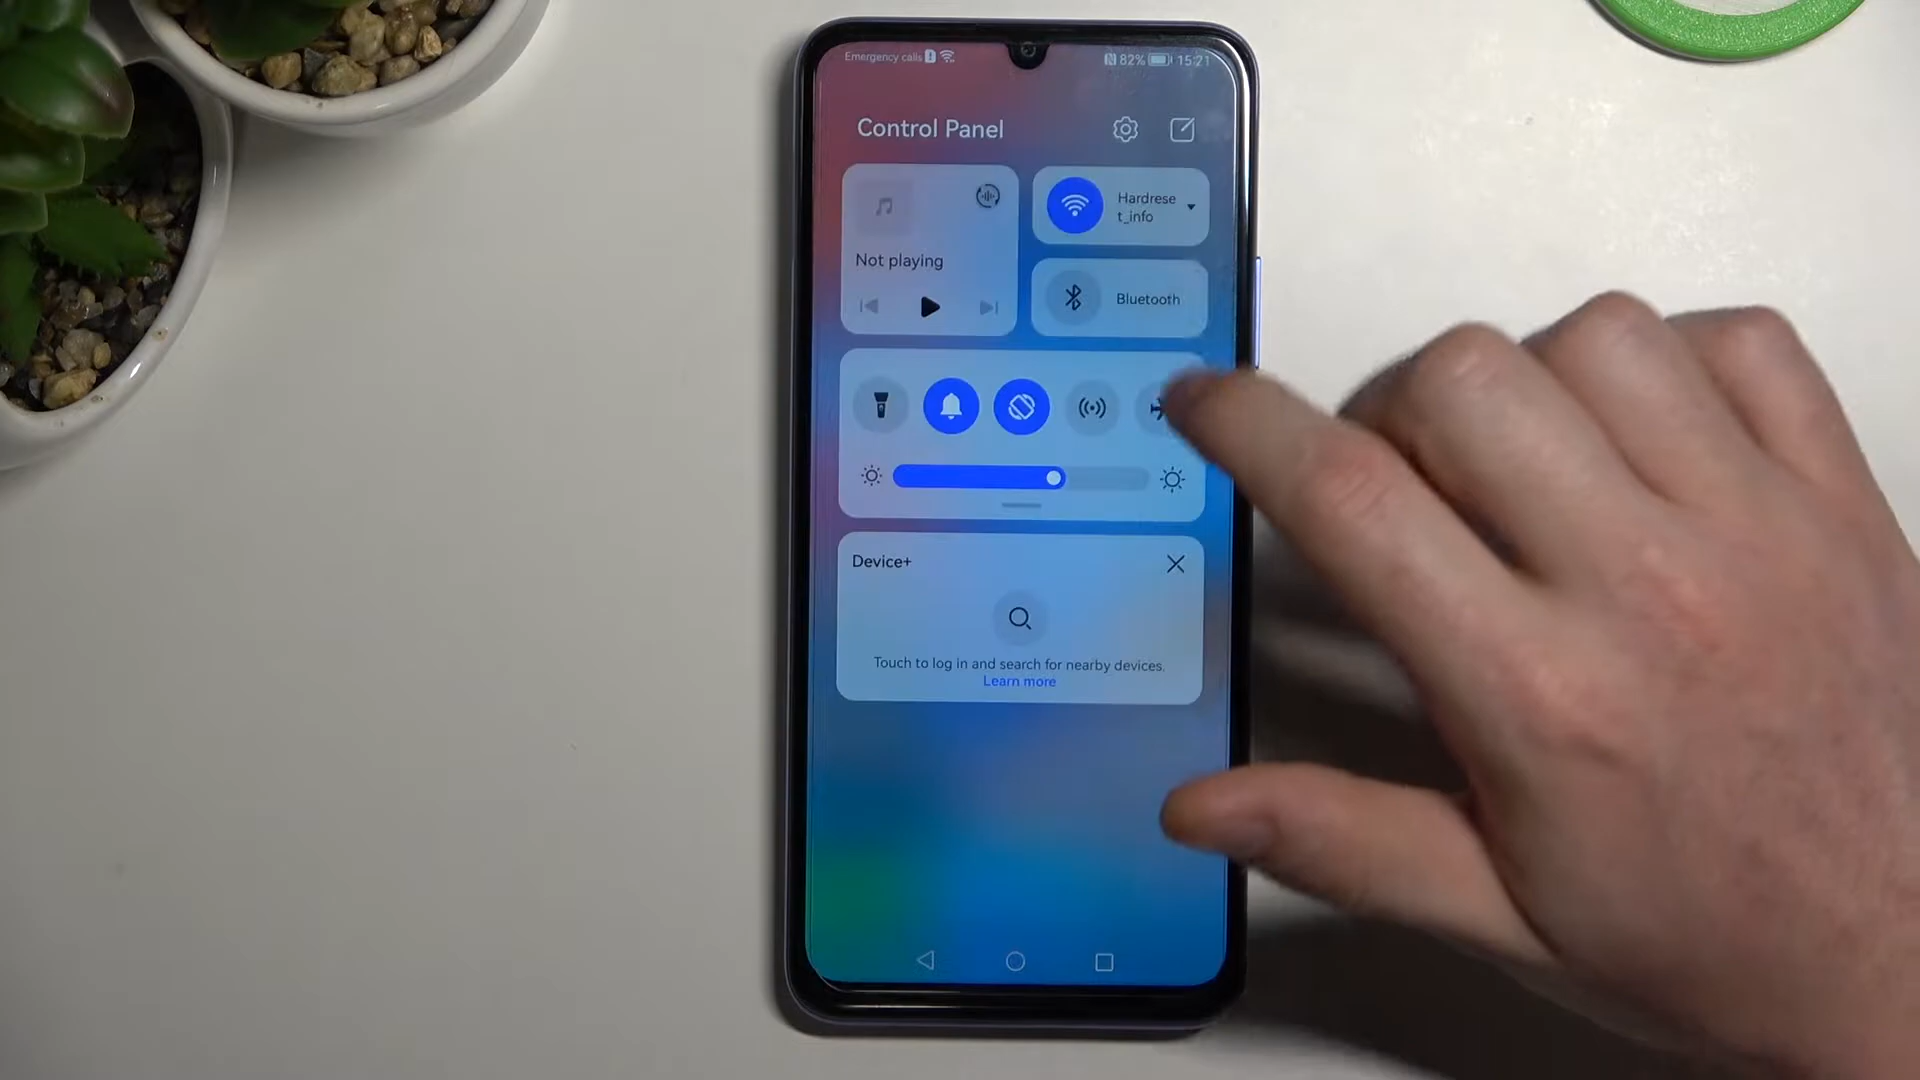 Emergency calls
82% 15:21
Control Panel
Hardrese
t_info
Not playing
Bluetooth
Device+
Touch to log in and search for nearby devices.
Learn more